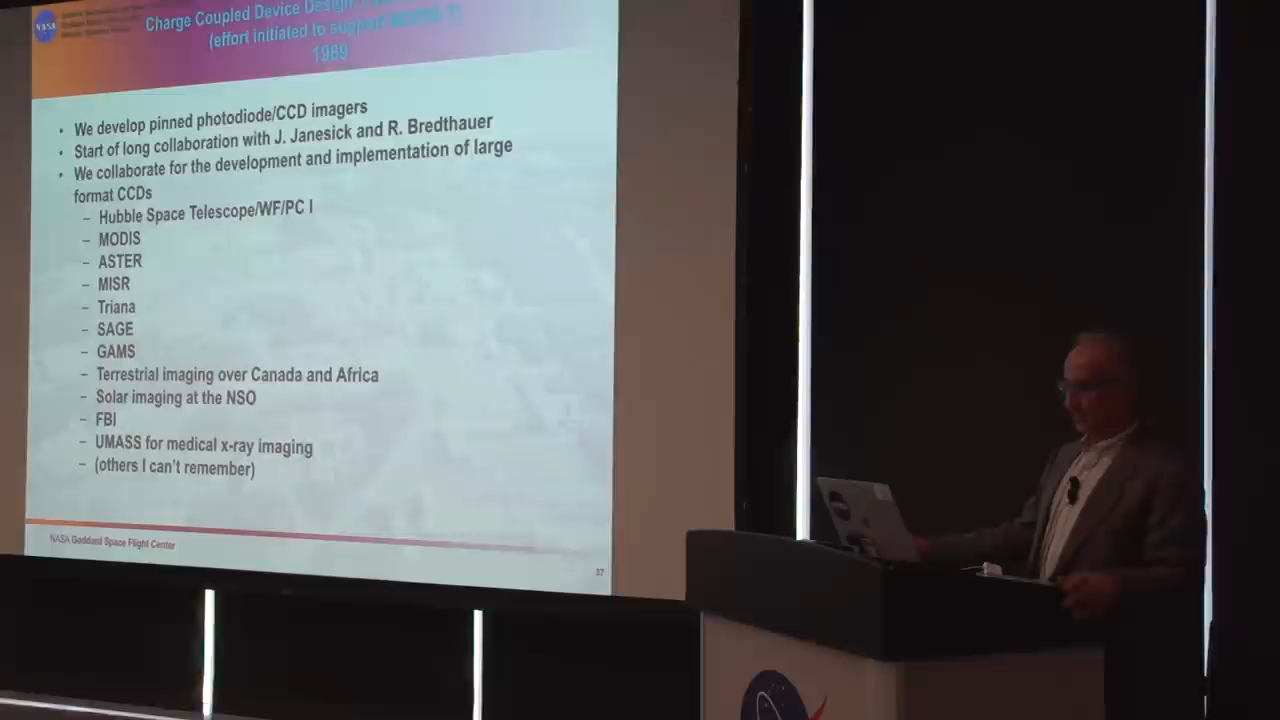 NASA
Charge Coupled Device Design
(effort initiated to support
1989
• We develop pinned photodiode/CCD imagers
• Start of long collaboration with J. Janesick and R. Bredthauer
• We collaborate for the development and implementation of large
format CCDs
– Hubble Space Telescope/WF/PC I
– MODIS
– ASTER
– MISR
– Triana
– SAGE
– GAMS
– Terrestrial imaging over Canada and Africa
– Solar imaging at the NSO
– FBI
– UMASS for medical x-ray imaging
– (others I can't remember)
NASA Goddard Space Flight Center
37